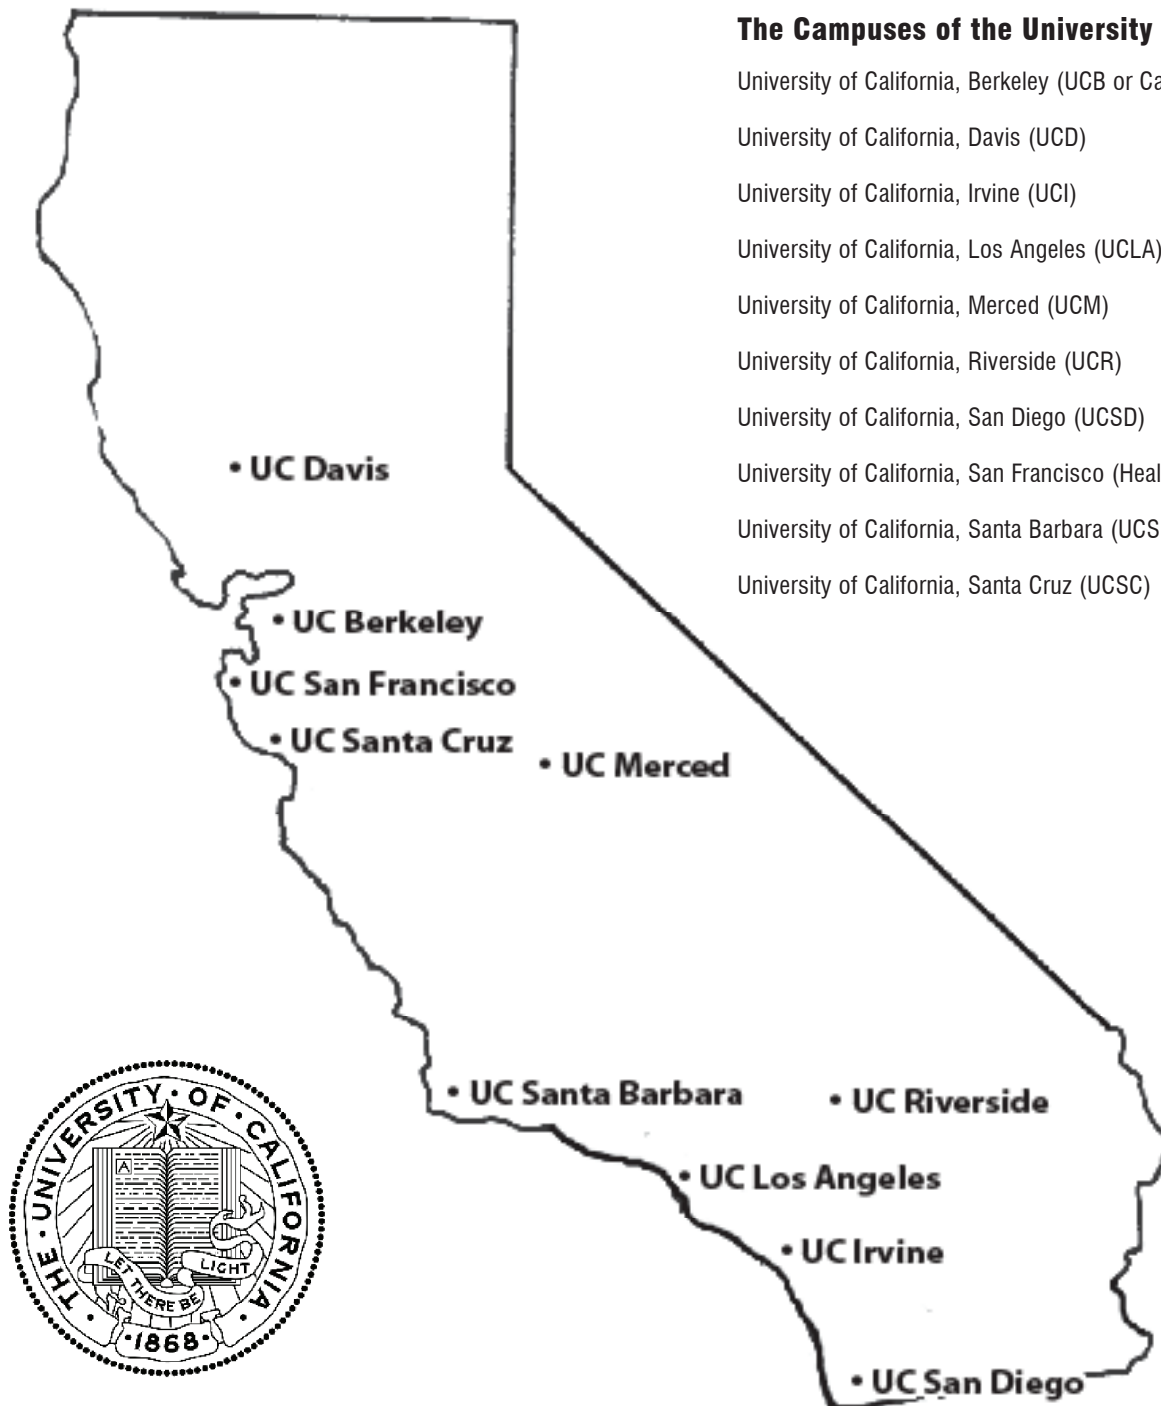 The Campuses of the University
University of California, Berkeley (UCB or Ca
University of California, Davis (UCD)
University of California, Irvine (UCI)
University of California, Los Angeles (UCLA)
University of California, Merced (UCM)
University of California, Riverside (UCR)
University of California, San Diego (UCSD)
University of California, San Francisco (Heal
University of California, Santa Barbara (UCS
University of California, Santa Cruz (UCSC)
• UC Davis
• UC Berkeley
• UC San Francisco
• UC Santa Cruz
• UC Merced
• UC Santa Barbara
• UC Riverside
• UC Los Angeles
• UC Irvine
• UC San Diego
· THE · UNIVERSITY · OF · CALIFORNIA ·
A
LET THERE BE LIGHT
· 1868 ·